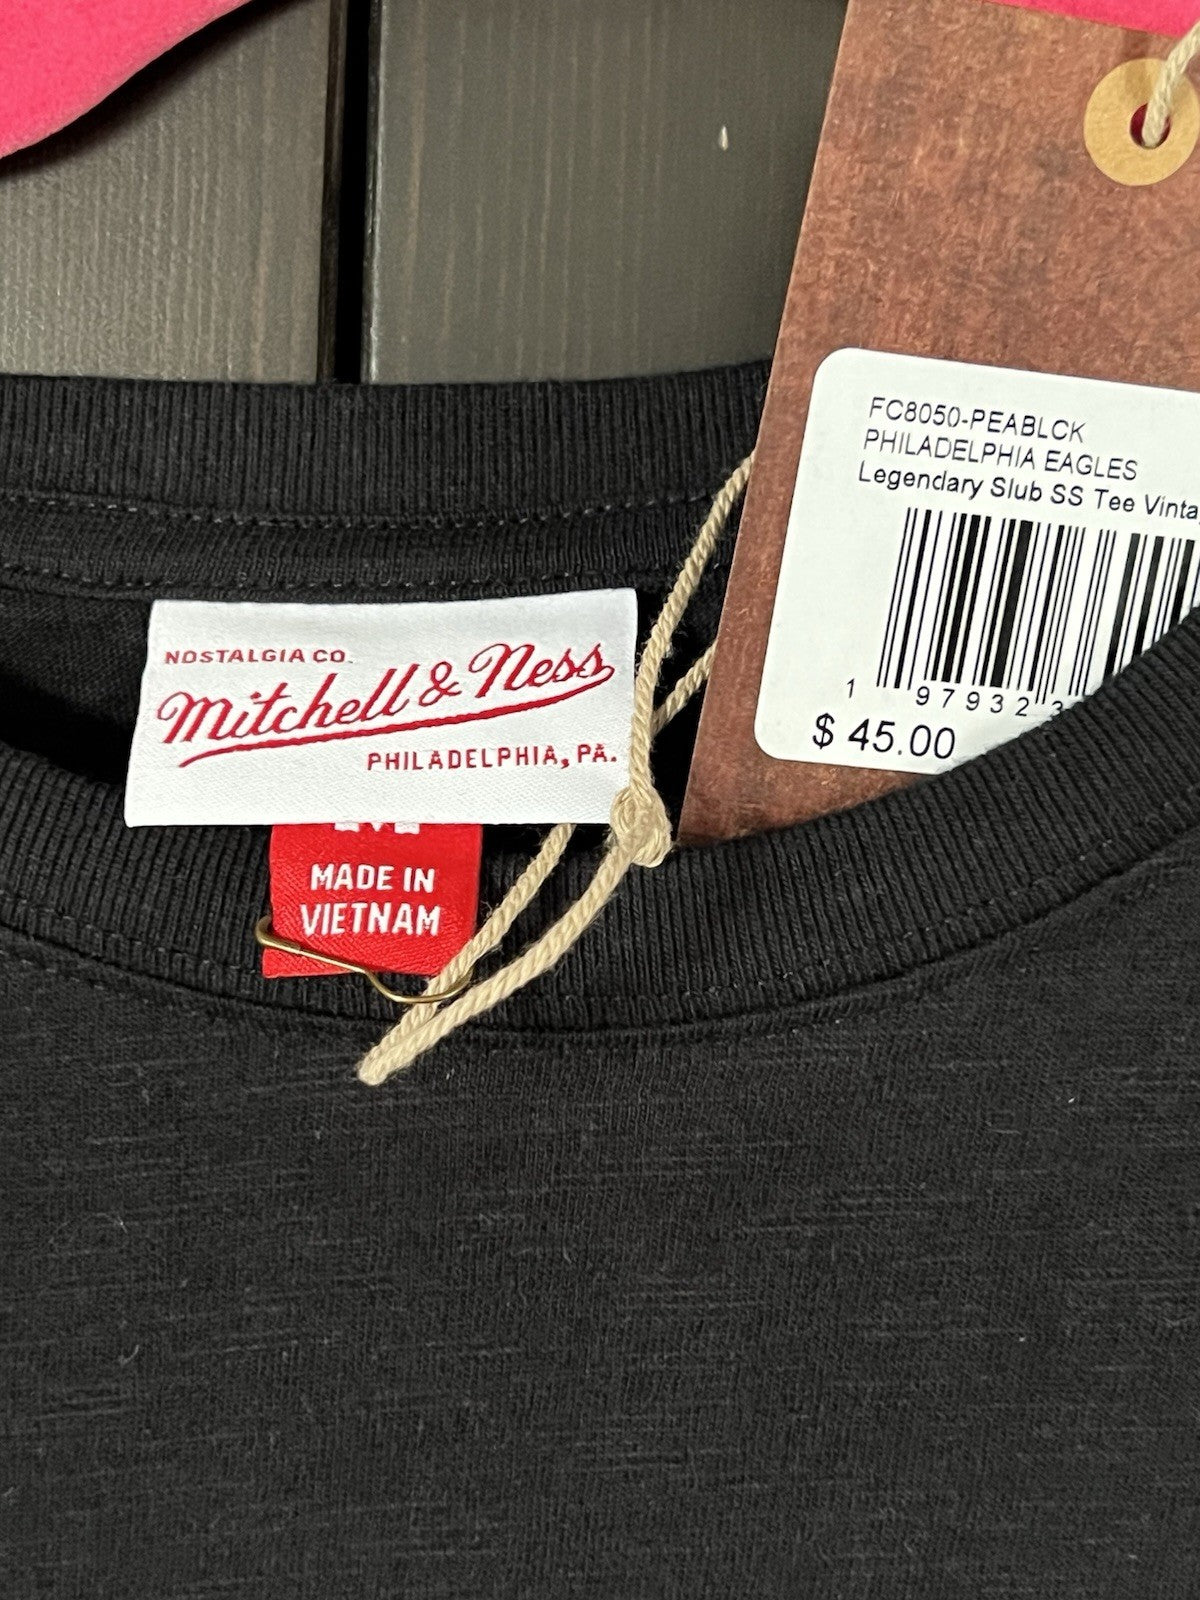 FC8050-PEABLCK
PHILADELPHIA EAGLES
Legendary Slub SS Tee
1 97932
$ 45.00
NOSTALGIA CO.
Mitchell & Ness
PHILADELPHIA, PA.
MADE IN
VIETNAM